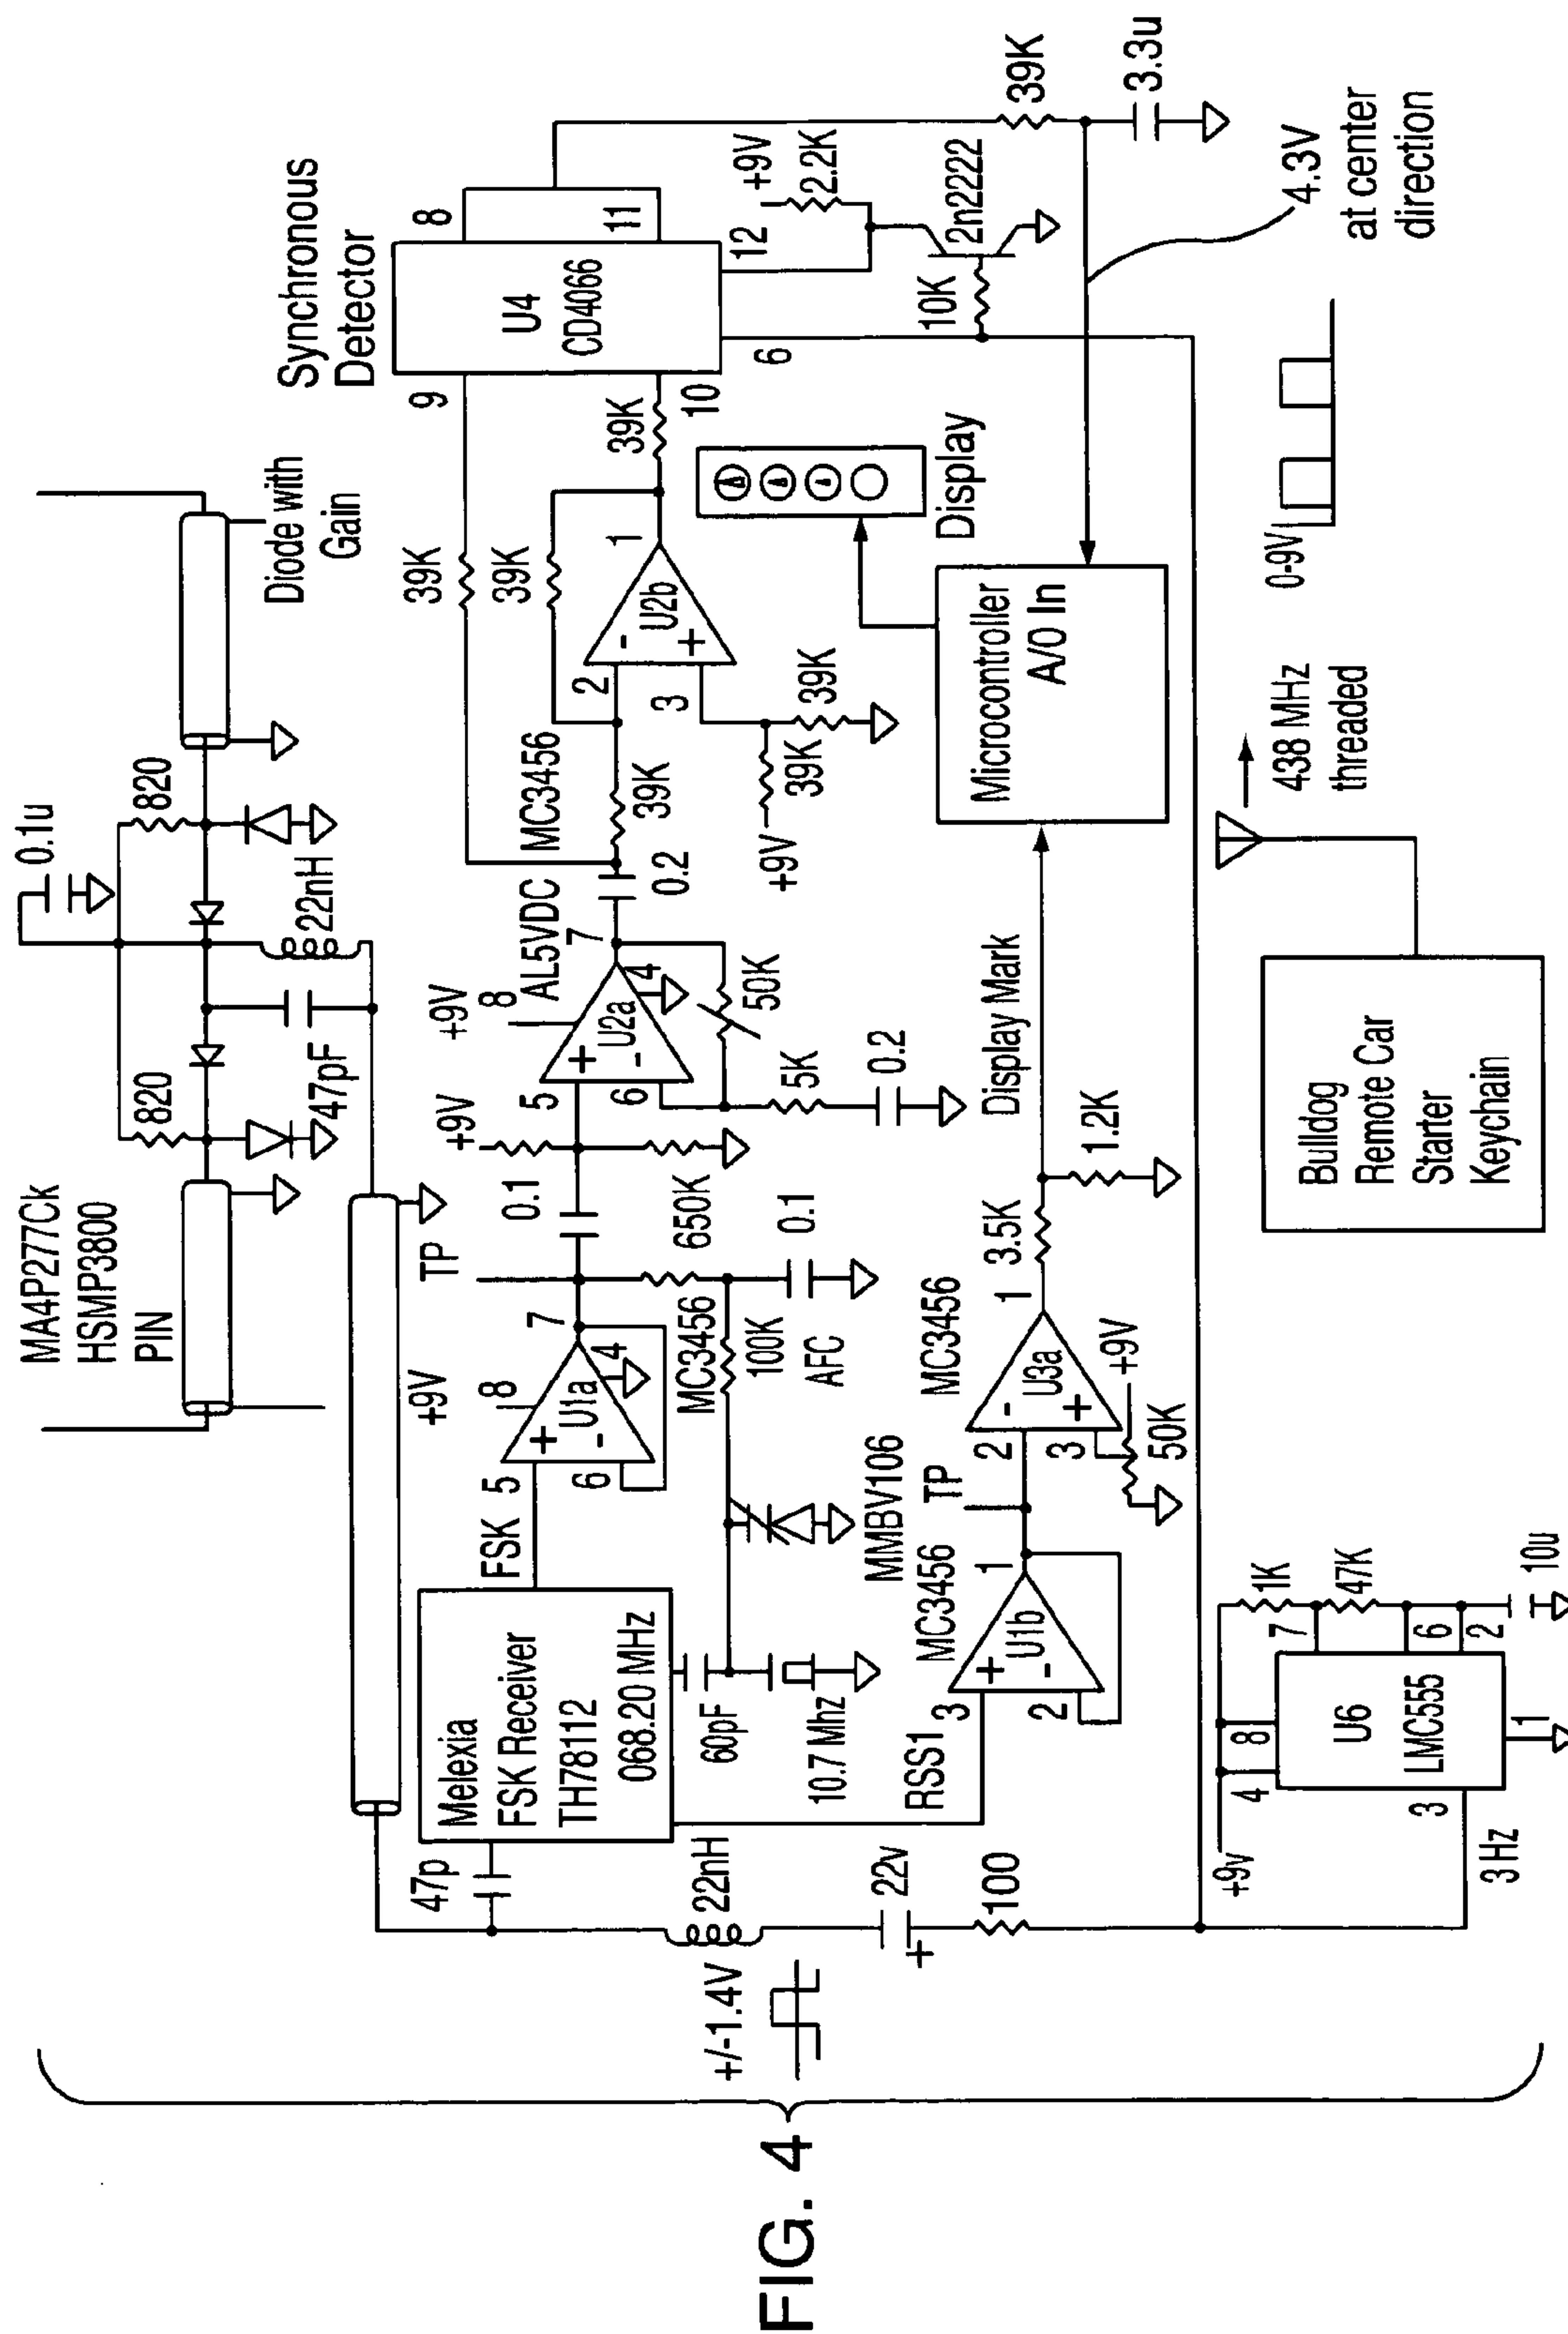 FIG. 4
MA4P277Ck
HSMP3800
PIN
820
47pF
0.1u
820
22nH
Diode with
Gain
Synchronous
Detector
+9V
TP
+9V
+9V
AL5VDC
MC3456
39K
39K
39K
9
8
U4
CD4066
11
10
12
6
+9V
2.2K
10K
2n2222
39K
3.3u
4.3V
at center
direction
47p
Melexia
FSK Receiver
TH78112
068.20 MHz
FSK
5
8
7
U1a
+
-
6
4
0.1
5
8
7
U2a
+
-
6
4
0.2
39K
2
1
U2b
-
+
3
MC3456
650K
100K
0.1
AFC
50K
5K
0.2
+9V
39K
39K
Display
60pF
10.7 Mhz
MMBV106
RSS1
MC3456
3
1
U1b
+
-
2
TP
MC3456
2
1
U3a
-
+
3
+9V
50K
3.5K
1.2K
Display Mark
Microcontroller
A/O In
+/-1.4V
22nH
22v
+
100
+9v
4
8
7
1K
47K
6
2
10u
U6
LMC555
3
1
3 Hz
Bulldog
Remote Car
Starter
Keychain
438 MHz
threaded
0-9V